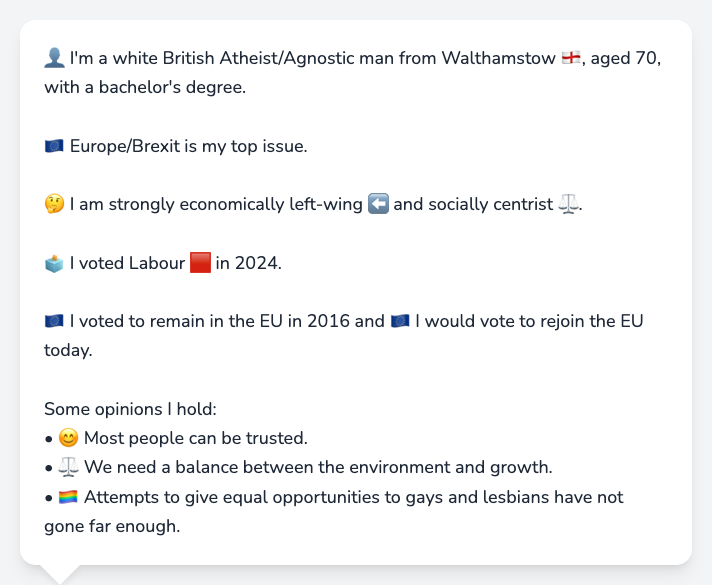 👤 I'm a white British Atheist/Agnostic man from Walthamstow 🏴󠁧󠁢󠁥󠁮󠁧󠁿, aged 70,
with a bachelor's degree.
🇪🇺 Europe/Brexit is my top issue.
🤔 I am strongly economically left-wing ⬅️ and socially centrist ⚖️.
🗳️ I voted Labour 🟥 in 2024.
🇪🇺 I voted to remain in the EU in 2016 and 🇪🇺 I would vote to rejoin the EU
today.
Some opinions I hold:
• 😊 Most people can be trusted.
• ⚖️ We need a balance between the environment and growth.
• 🏳️‍🌈 Attempts to give equal opportunities to gays and lesbians have not
gone far enough.